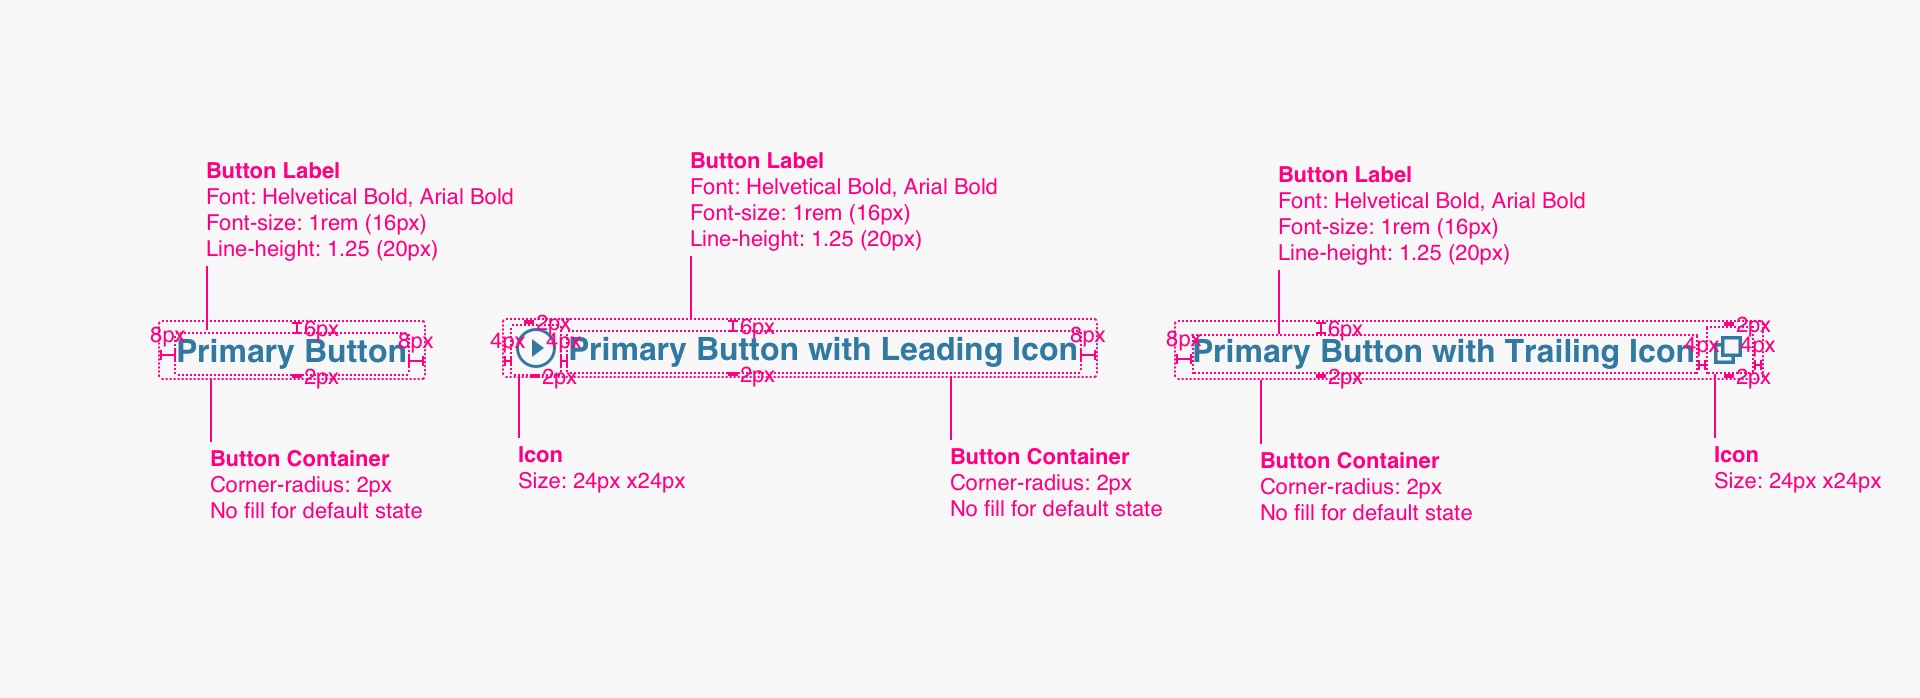 Button Label
Font: Helvetical Bold, Arial Bold
Font-size: 1rem (16px)
Line-height: 1.25 (20px)
8px
6px
8px
Primary Button
2px
Button Container
Corner-radius: 2px
No fill for default state
Button Label
Font: Helvetical Bold, Arial Bold
Font-size: 1rem (16px)
Line-height: 1.25 (20px)
2px
6px
4px
4px
8px
Primary Button with Leading Icon
2px
2px
Icon
Size: 24px x24px
Button Container
Corner-radius: 2px
No fill for default state
Button Label
Font: Helvetical Bold, Arial Bold
Font-size: 1rem (16px)
Line-height: 1.25 (20px)
8px
6px
2px
4px
4px
Primary Button with Trailing Icon
2px
2px
Button Container
Corner-radius: 2px
No fill for default state
Icon
Size: 24px x24px